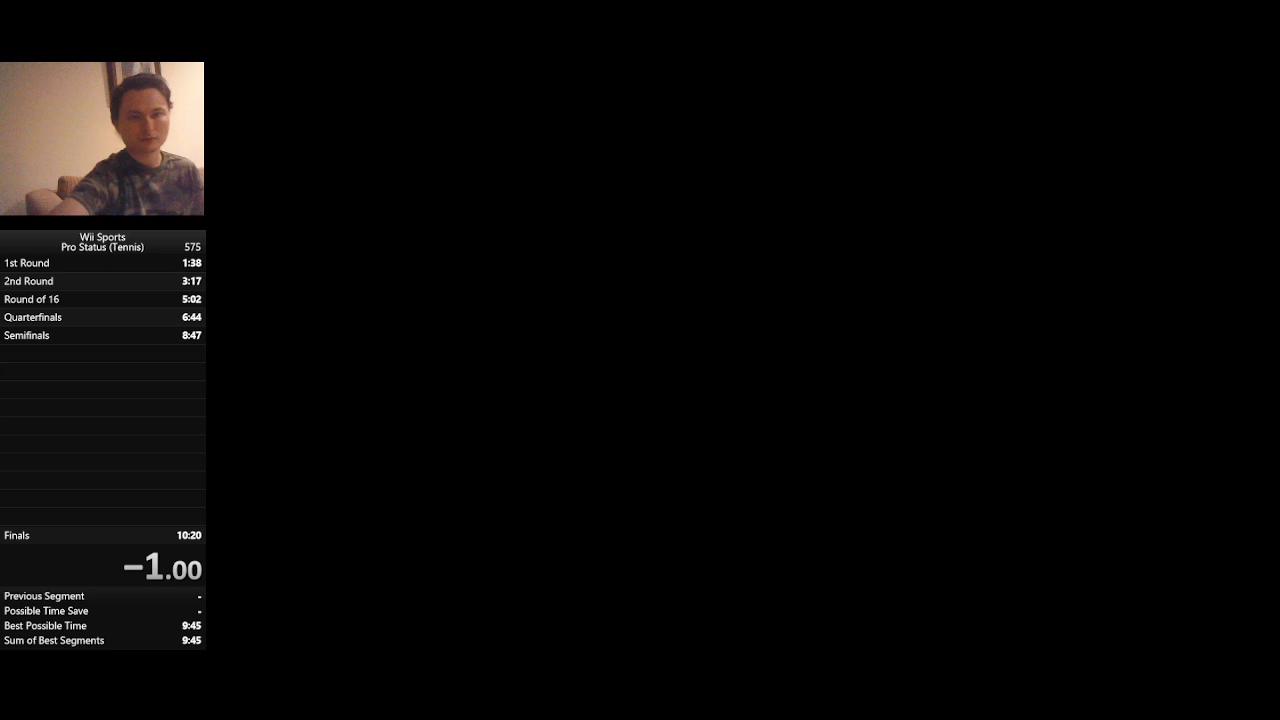 Wii Sports
Pro Status (Tennis) 575
1st Round 1:38
2nd Round 3:17
Round of 16 5:02
Quarterfinals 6:44
Semifinals 8:47
Finals 10:20
−1.00
Previous Segment -
Possible Time Save -
Best Possible Time 9:45
Sum of Best Segments 9:45